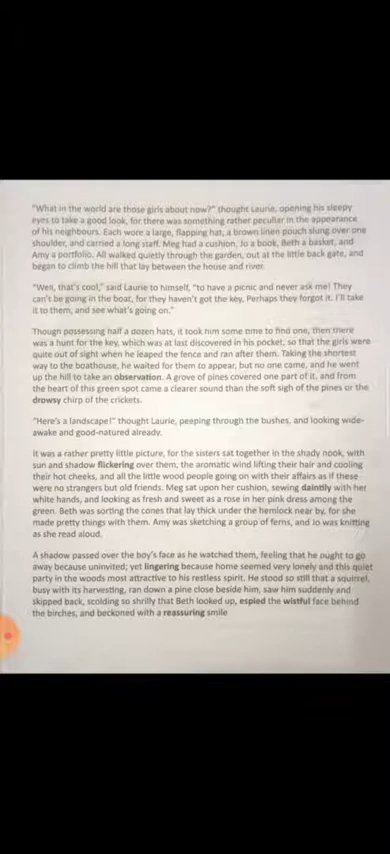 "What in the world are those girls about now?" thought Laurie, opening his sleepy
eyes to take a good look, for there was something rather peculiar in the appearance
of his neighbours. Each wore a large, flapping hat, a brown linen pouch slung over one
shoulder, and carried a long staff. Meg had a cushion, Jo a book, Beth a basket, and
Amy a portfolio. All walked quietly through the garden, out at the little back gate, and
began to climb the hill that lay between the house and river.
"Well, that's cool," said Laurie to himself, "to have a picnic and never ask me! They
can't be going in the boat, for they haven't got the key. Perhaps they forgot it. I'll take
it to them, and see what's going on."
Though possessing half a dozen hats, it took him some time to find one, then there
was a hunt for the key, which was at last discovered in his pocket, so that the girls were
quite out of sight when he leaped the fence and ran after them. Taking the shortest
way to the boathouse, he waited for them to appear, but no one came, and he went
up the hill to take an observation. A grove of pines covered one part of it, and from
the heart of this green spot came a clearer sound than the soft sigh of the pines or the
drowsy chirp of the crickets.
"Here's a landscape!" thought Laurie, peeping through the bushes, and looking wide-
awake and good-natured already.
It was a rather pretty little picture, for the sisters sat together in the shady nook, with
sun and shadow flickering over them, the aromatic wind lifting their hair and cooling
their hot cheeks, and all the little wood people going on with their affairs as if these
were no strangers but old friends. Meg sat upon her cushion, sewing daintily with her
white hands, and looking as fresh and sweet as a rose in her pink dress among the
green. Beth was sorting the cones that lay thick under the hemlock near by, for she
made pretty things with them. Amy was sketching a group of ferns, and Jo was knitting
as she read aloud.
A shadow passed over the boy's face as he watched them, feeling that he ought to go
away because uninvited; yet lingering because home seemed very lonely and this quiet
party in the woods most attractive to his restless spirit. He stood so still that a squirrel,
busy with its harvesting, ran down a pine close beside him, saw him suddenly and
skipped back, scolding so shrilly that Beth looked up, espied the wistful face behind
the birches, and beckoned with a reassuring smile